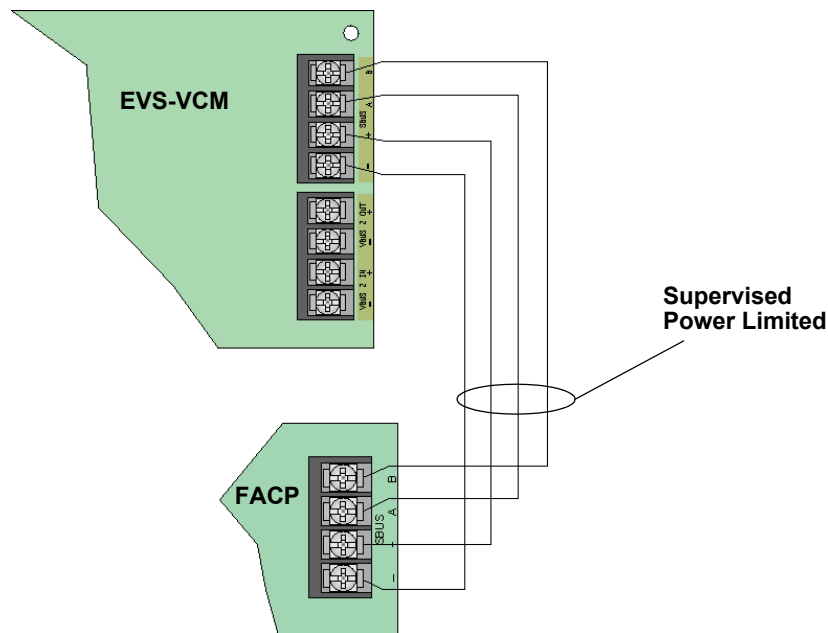 EVS-VCM
B
A
SBUS
+
-
VBUS 2 OUT
+
-
VBUS 2 IN
+
-
Supervised
Power Limited
FACP
B
A
SBUS
+
-